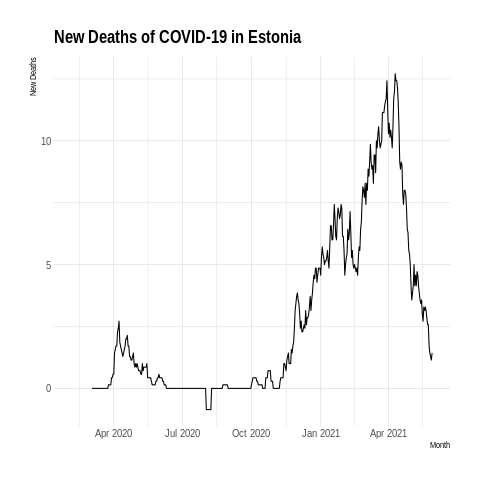 New Deaths of COVID-19 in Estonia
New Deaths
10
5
0
Apr 2020 Jul 2020 Oct 2020 Jan 2021 Apr 2021
Month